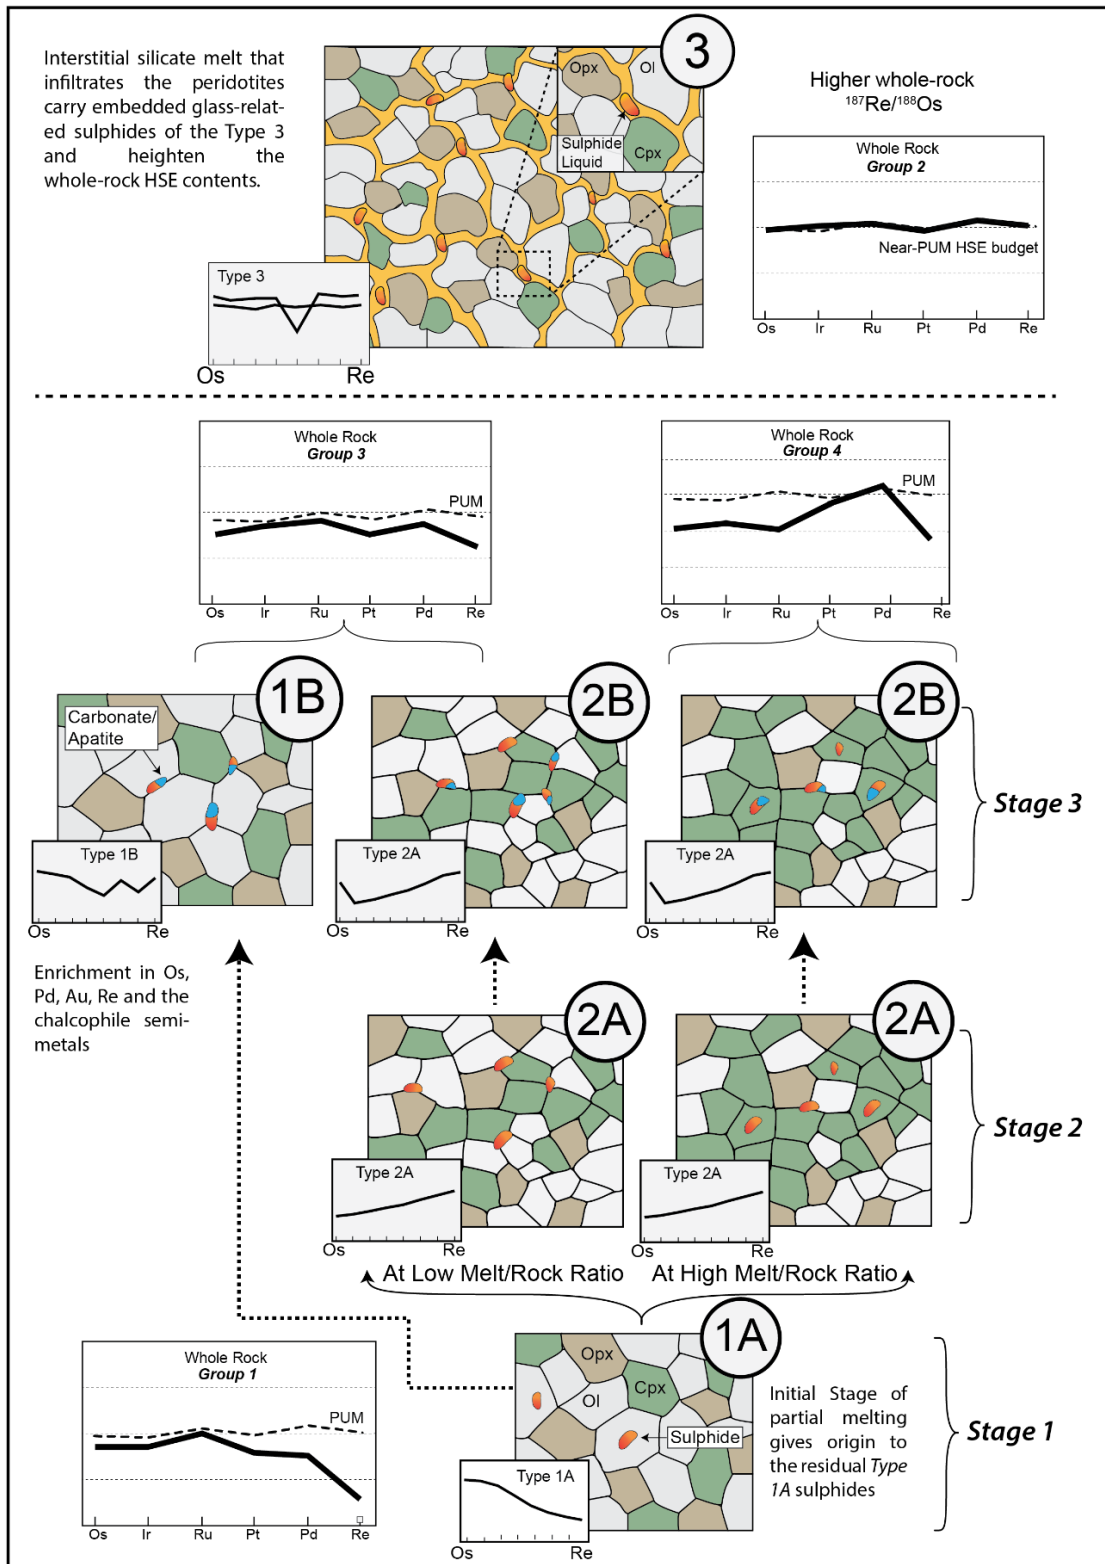 Interstitial silicate melt that
infiltrates the peridotites
carry embedded glass-relat-
ed sulphides of the Type 3
and heighten the
whole-rock HSE contents.
3
Opx
Ol
Sulphide
Liquid
Cpx
Type 3
Os
Re
Higher whole-rock
¹⁸⁷Re/¹⁸⁸Os
Whole Rock
Group 2
Near-PUM HSE budget
Os Ir Ru Pt Pd Re
Whole Rock
Group 3
PUM
Os Ir Ru Pt Pd Re
Whole Rock
Group 4
PUM
Os Ir Ru Pt Pd Re
1B
Carbonate/
Apatite
Type 1B
Os
Re
2B
Type 2A
Os
Re
2B
Type 2A
Os
Re
Stage 3
Enrichment in Os,
Pd, Au, Re and the
chalcophile semi-
metals
2A
Type 2A
Os
Re
2A
Type 2A
Os
Re
Stage 2
At Low Melt/Rock Ratio
At High Melt/Rock Ratio
Whole Rock
Group 1
PUM
Os Ir Ru Pt Pd Re
1A
Opx
Ol
Cpx
Sulphide
Type 1A
Os
Re
Initial Stage of
partial melting
gives origin to
the residual Type
1A sulphides
Stage 1